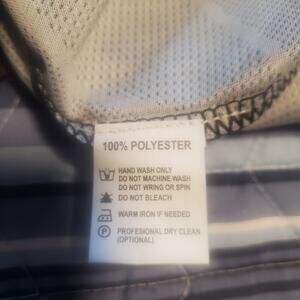 100% POLYESTER
HAND WASH ONLY
DO NOT MACHINE WASH
DO NOT WRING OR SPIN
DO NOT BLEACH
WARM IRON IF NEEDED
PROFESIONAL DRY CLEAN
(OPTIONAL)